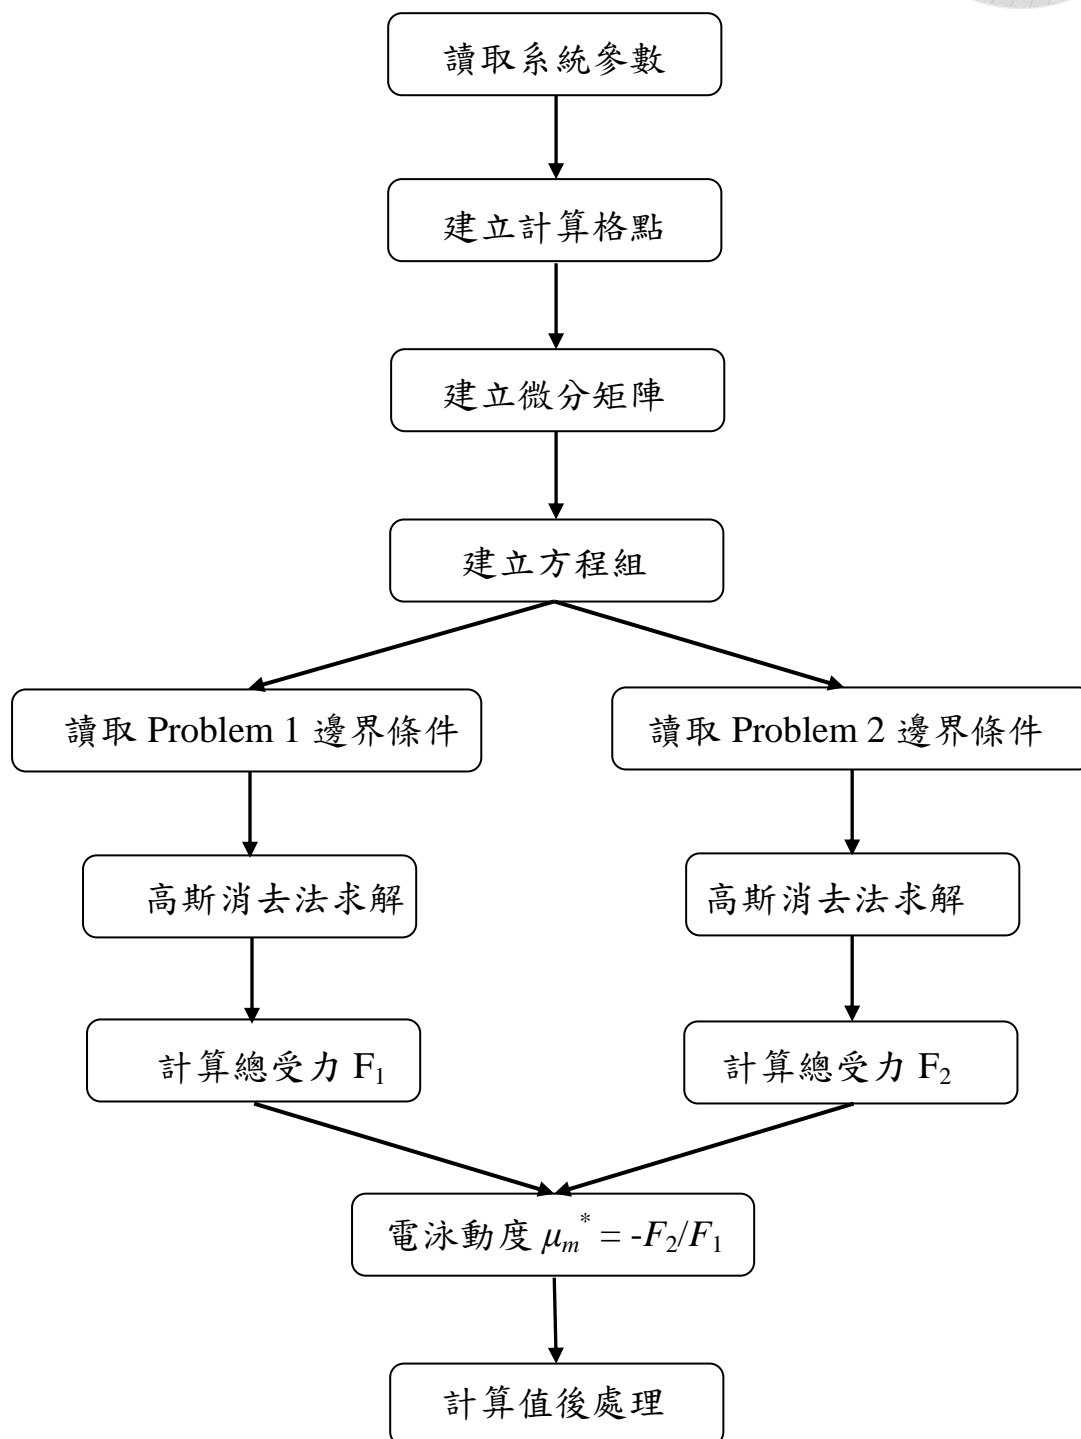 讀取系統參數
建立計算格點
建立微分矩陣
建立方程組
讀取 Problem 1 邊界條件
讀取 Problem 2 邊界條件
高斯消去法求解
高斯消去法求解
計算總受力 F₁
計算總受力 F₂
電泳動度 μₘ* = -F₂/F₁
計算值後處理